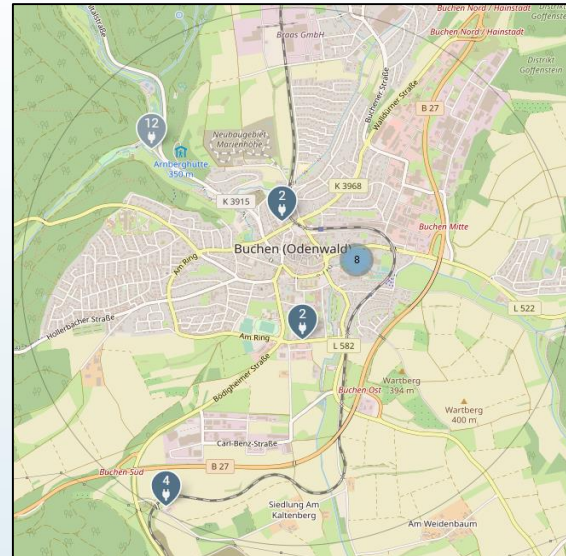 Buchen Nord / Hainstadt
Braas GmbH
Buchen Nord /
Hainstadt
Distrikt
Goffenstein
Distrikt
Goffenstein
Buchener Straße
Walldürner Straße
B 27
12
Neubaugebiet
Marienhöhe
Arnberghütte
350 m
K 3968
K 3915
2
Buchen Mitte
Buchen (Odenwald)
8
Am Ring
L 522
Hollerbacher Straße
2
Am Ring
L 582
Bödigheimer Straße
Wartberg
394 m
Buchen Ost
Wartberg
400 m
Carl-Benz-Straße
Buchen-Süd
B 27
4
Siedlung Am
Kaltenberg
Am Weidenbaum